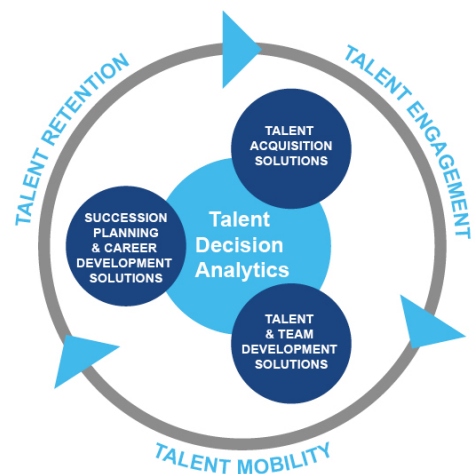 TALENT RETENTION
TALENT ENGAGEMENT
TALENT
ACQUISITION
SOLUTIONS
SUCCESSION
PLANNING
& CAREER
DEVELOPMENT
SOLUTIONS
Talent
Decision
Analytics
TALENT
& TEAM
DEVELOPMENT
SOLUTIONS
TALENT MOBILITY